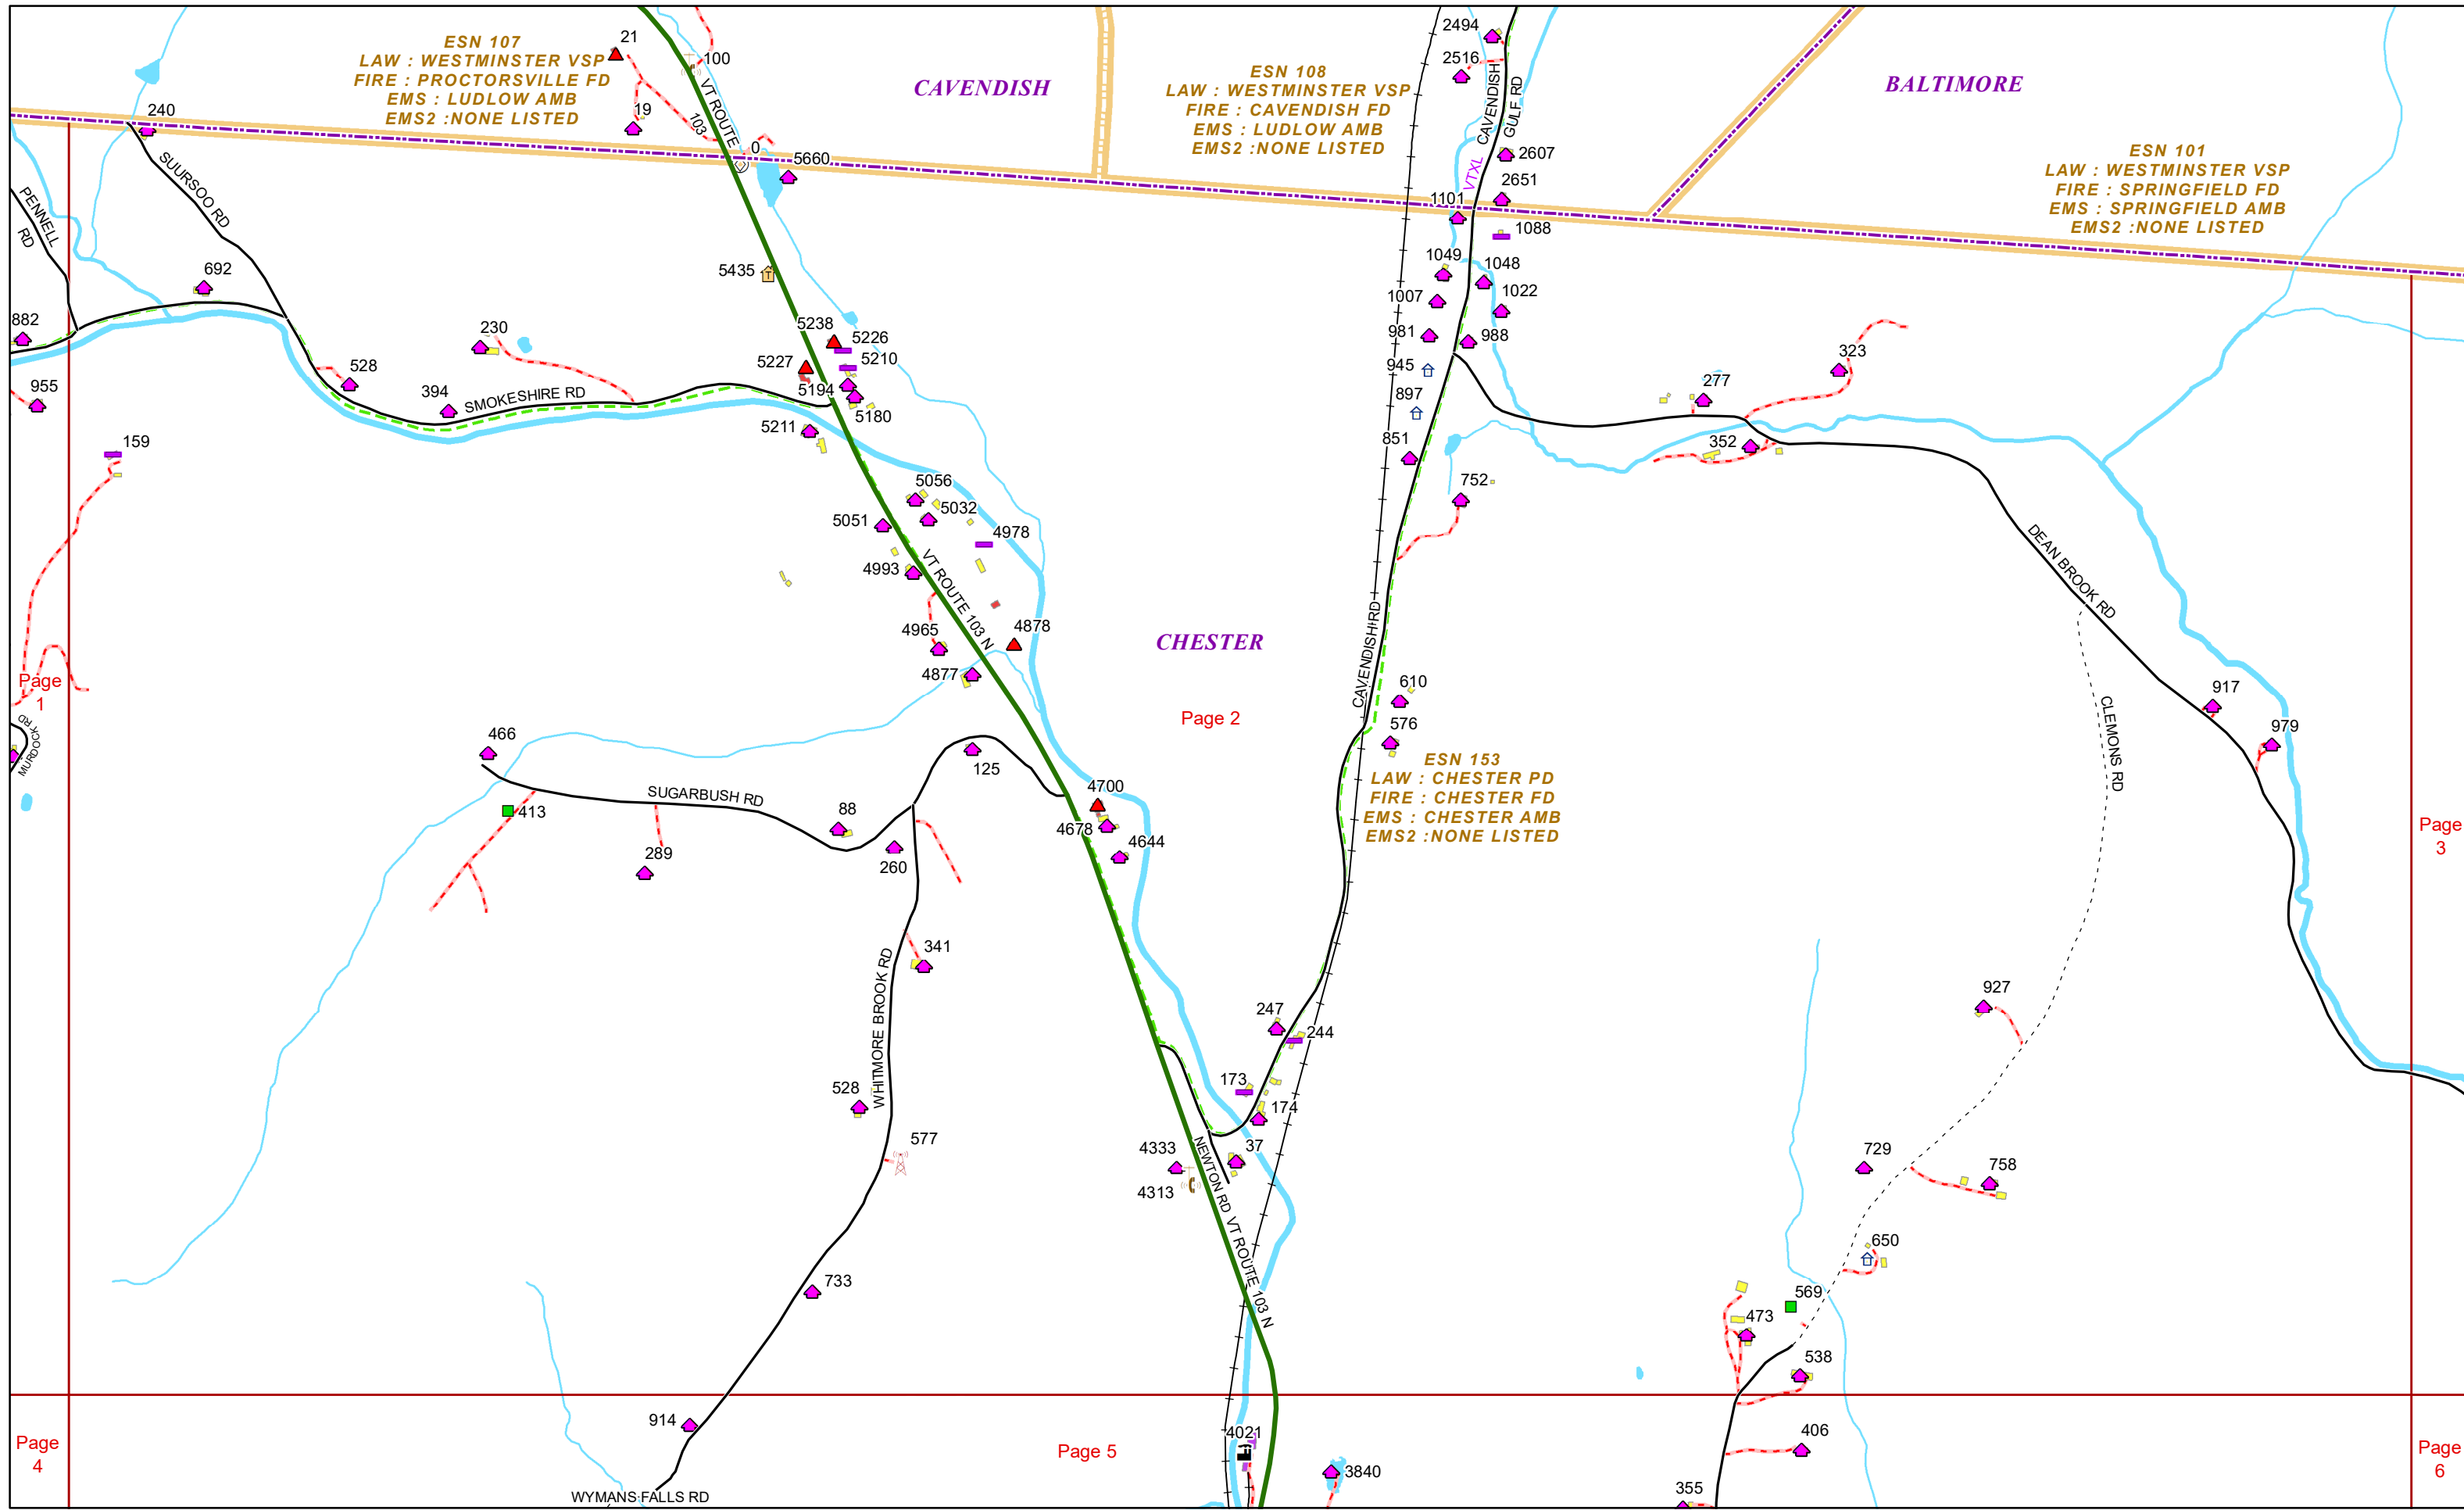 ESN 107
LAW : WESTMINSTER VSP
FIRE : PROCTORSVILLE FD
EMS : LUDLOW AMB
EMS2 :NONE LISTED
21
19
100
VT ROUTE
103
0
5660
CAVENDISH
ESN 108
LAW : WESTMINSTER VSP
FIRE : CAVENDISH FD
EMS : LUDLOW AMB
EMS2 :NONE LISTED
2494
2516
CAVENDISH
GULF RD
VTXL
2607
2651
1101
1088
BALTIMORE
ESN 101
LAW : WESTMINSTER VSP
FIRE : SPRINGFIELD FD
EMS : SPRINGFIELD AMB
EMS2 :NONE LISTED
240
SUURSOO RD
PENNELL
RD
692
882
955
528
230
394
SMOKESHIRE RD
159
5435
5238
5226
5227
5210
5194
5180
5211
5056
5032
5051
4978
4993
VT ROUTE 103 N
4965
4878
4877
1049
1048
1007
1022
981
988
945
897
851
752
277
323
352
DEAN BROOK RD
CAVENDISH RD
CHESTER
Page 2
610
576
ESN 153
LAW : CHESTER PD
FIRE : CHESTER FD
EMS : CHESTER AMB
EMS2 :NONE LISTED
CLEMONS RD
917
979
Page
1
MURDOCK RD
466
413
SUGARBUSH RD
289
88
260
125
4700
4678
4644
Page
3
341
WHITMORE BROOK RD
528
577
733
247
244
173
174
37
4333
4313
NEWTON RD
VT ROUTE 103 N
927
729
758
650
569
473
538
406
355
914
WYMANS FALLS RD
Page
4
Page 5
4021
3840
Page
6